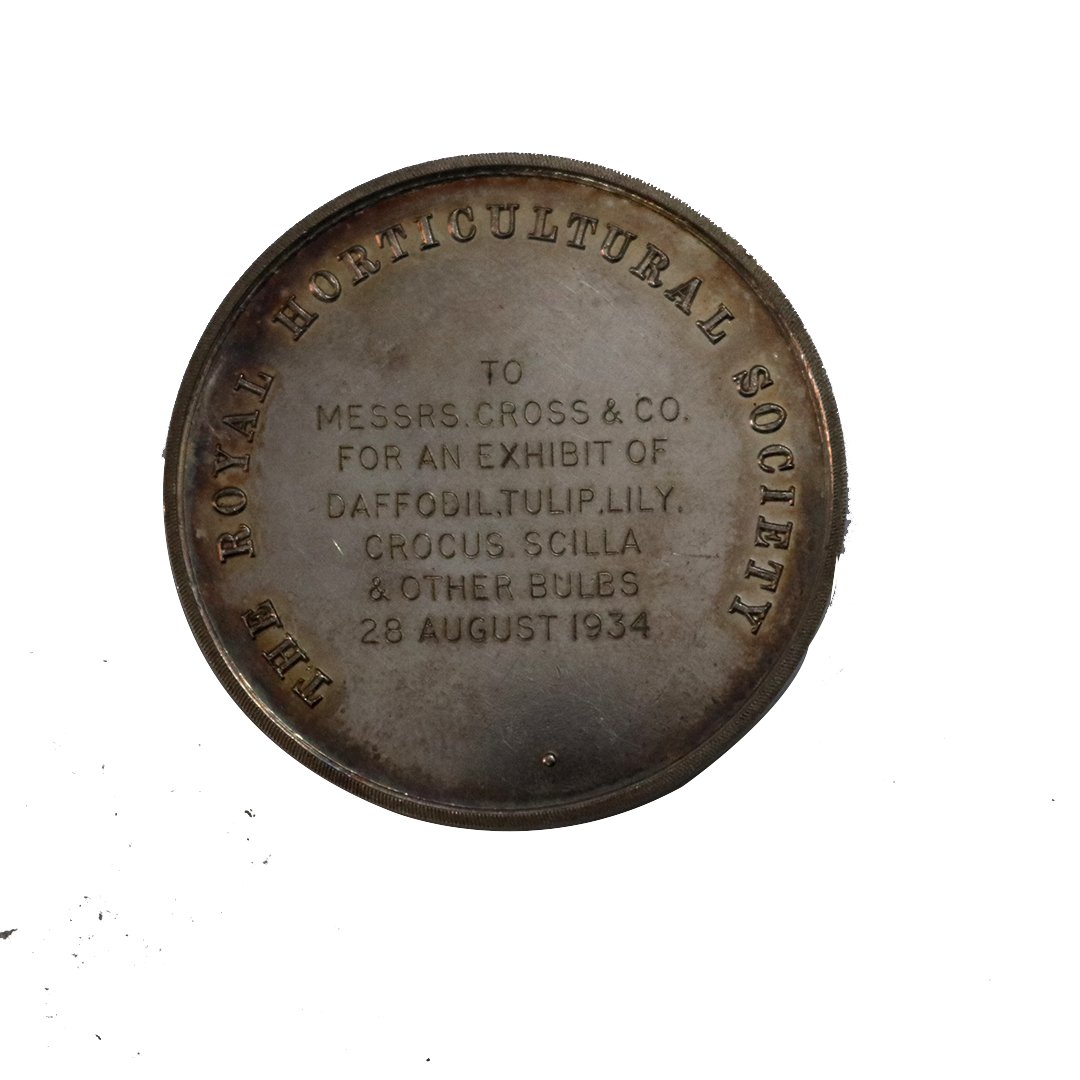 THE ROYAL HORTICULTURAL SOCIETY
TO
MESSRS. CROSS & CO.
FOR AN EXHIBIT OF
DAFFODIL, TULIP, LILY,
CROCUS, SCILLA
& OTHER BULBS
28 AUGUST 1934